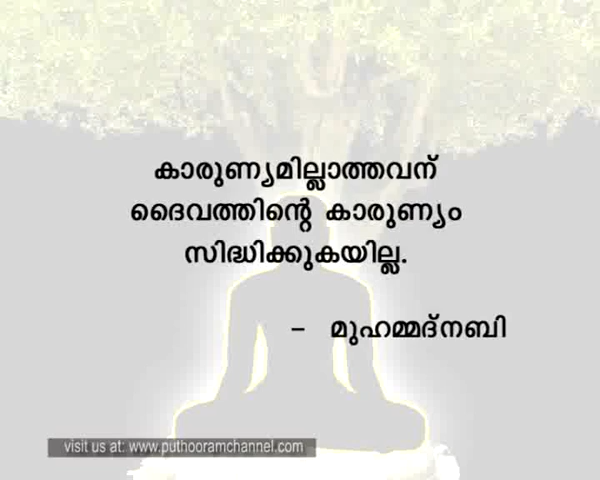 കാരുണ്യമില്ലാത്തവന്
ദൈവത്തിന്റെ കാരുണ്യം
സിദ്ധിക്കുകയില്ല.
– മുഹമ്മദ്നബി
visit us at: www.puthooramchannel.com